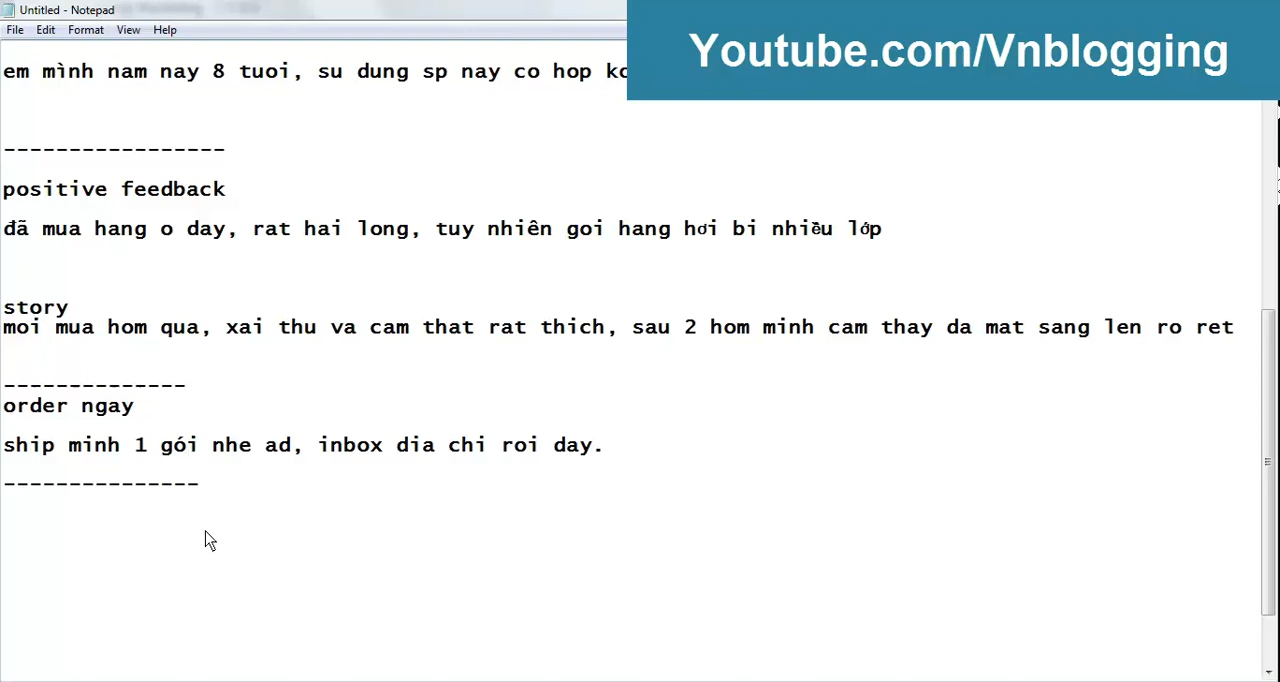 Untitled - Notepad
File Edit Format View Help
Youtube.com/Vnblogging
em mình nam nay 8 tuoi, su dung sp nay co hop
-----------------
positive feedback
đã mua hang o day, rat hai long, tuy nhiên goi hang hơi bi nhiều lớp
story
moi mua hom qua, xai thu va cam that rat thich, sau 2 hom minh cam thay da mat sang len ro ret
--------------
order ngay
ship minh 1 gói nhe ad, inbox dia chi roi day.
---------------